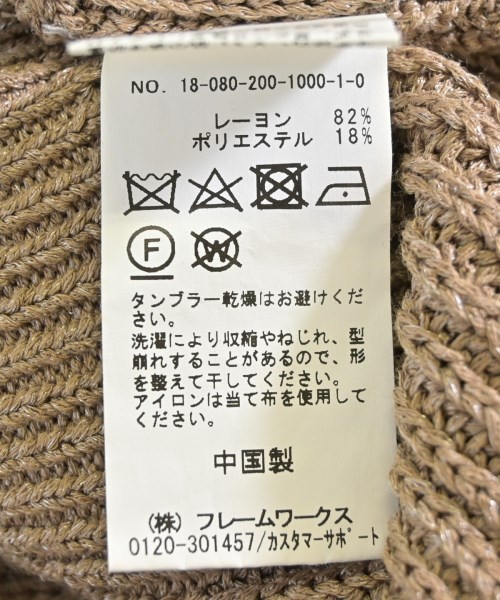 NO. 18-080-200-1000-1-0
レーヨン 82%
ポリエステル 18%
F
W
タンブラー乾燥はお避けくだ
さい。
洗濯により収縮やねじれ、型
崩れすることがあるので、形
を整えて干してください。
アイロンは当て布を使用して
ください。
中国製
(株) フレームワークス
0120-301457/カスタマーサポート